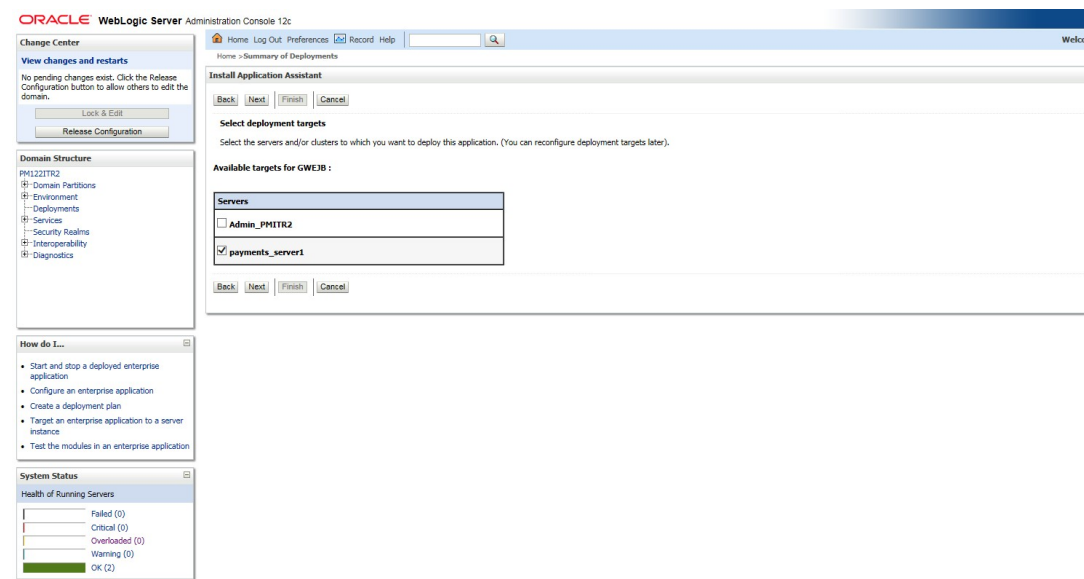 ORACLE WebLogic Server Administration Console 12c
Change Center
View changes and restarts
No pending changes exist. Click the Release
Configuration button to allow others to edit the
domain.
Lock & Edit
Release Configuration
Domain Structure
PM122ITR2
Domain Partitions
Environment
Deployments
Services
Security Realms
Interoperability
Diagnostics
How do I...
Start and stop a deployed enterprise
application
Configure an enterprise application
Create a deployment plan
Target an enterprise application to a server
instance
Test the modules in an enterprise application
System Status
Health of Running Servers
Failed (0)
Critical (0)
Overloaded (0)
Warning (0)
OK (2)
Home Log Out Preferences Record Help
Welco
Home >Summary of Deployments
Install Application Assistant
Back Next Finish Cancel
Select deployment targets
Select the servers and/or clusters to which you want to deploy this application. (You can reconfigure deployment targets later).
Available targets for GWEJB :
Servers
Admin_PMITR2
payments_server1
Back Next Finish Cancel